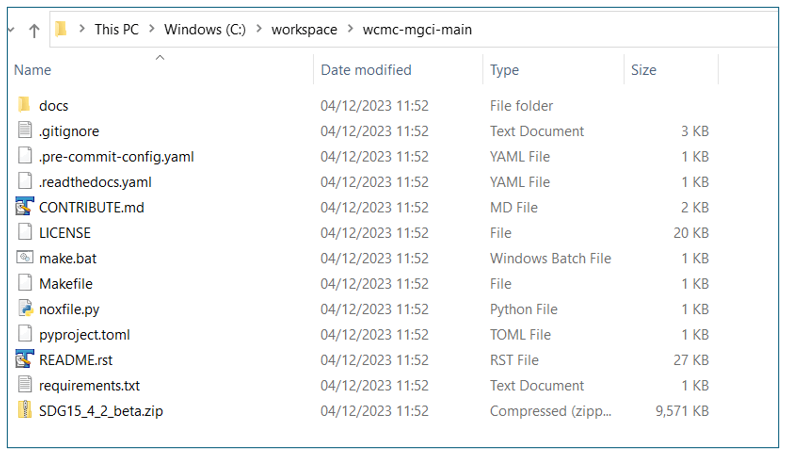 This PC > Windows (C:) > workspace > wcmc-mgci-main
Name Date modified Type Size
docs 04/12/2023 11:52 File folder
.gitignore 04/12/2023 11:52 Text Document 3 KB
.pre-commit-config.yaml 04/12/2023 11:52 YAML File 1 KB
.readthedocs.yaml 04/12/2023 11:52 YAML File 1 KB
CONTRIBUTE.md 04/12/2023 11:52 MD File 2 KB
LICENSE 04/12/2023 11:52 File 20 KB
make.bat 04/12/2023 11:52 Windows Batch File 1 KB
Makefile 04/12/2023 11:52 File 1 KB
noxfile.py 04/12/2023 11:52 Python File 1 KB
pyproject.toml 04/12/2023 11:52 TOML File 1 KB
README.rst 04/12/2023 11:52 RST File 27 KB
requirements.txt 04/12/2023 11:52 Text Document 1 KB
SDG15_4_2_beta.zip 04/12/2023 11:52 Compressed (zipp... 9,571 KB